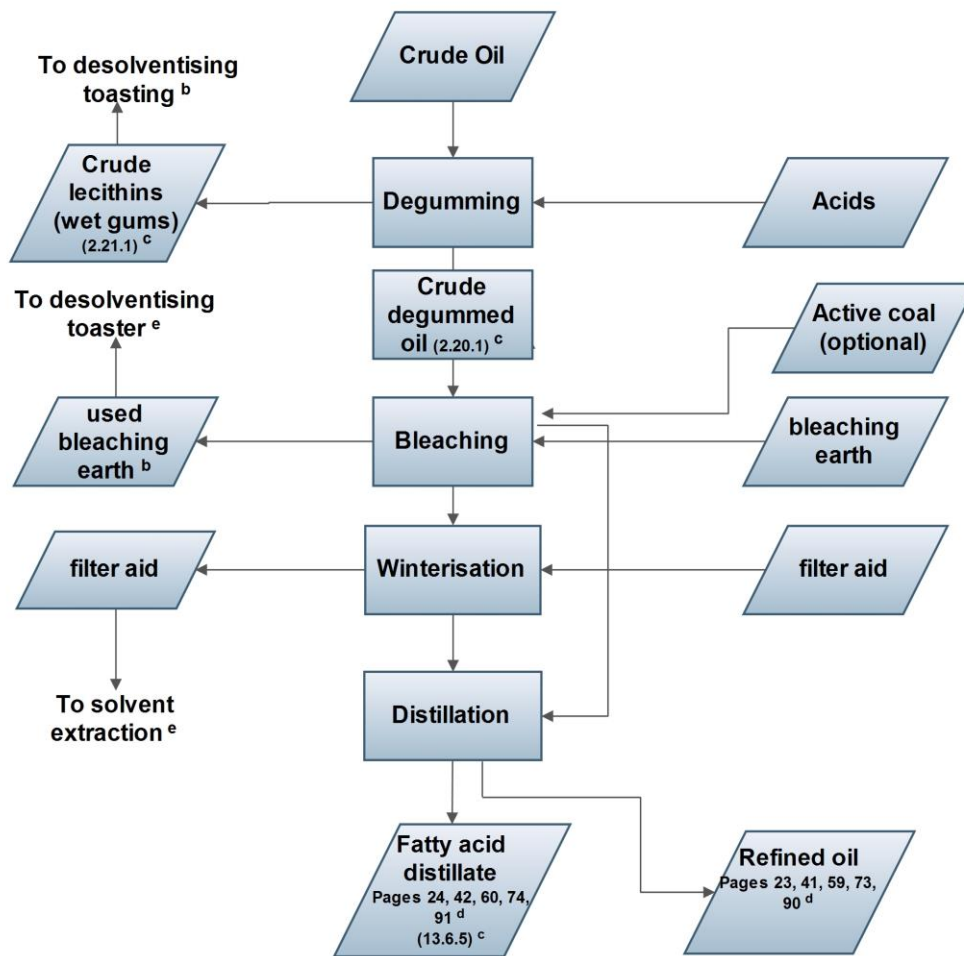 Crude Oil
To desolventising
toasting b
Crude
lecithins
(wet gums)
(2.21.1) c
Degumming
Acids
To desolventising
toaster e
Crude
degummed
oil (2.20.1) c
Active coal
(optional)
used
bleaching
earth b
Bleaching
bleaching
earth
filter aid
Winterisation
filter aid
To solvent
extraction e
Distillation
Fatty acid
distillate
Pages 24, 42, 60, 74,
91 d
(13.6.5) c
Refined oil
Pages 23, 41, 59, 73,
90 d